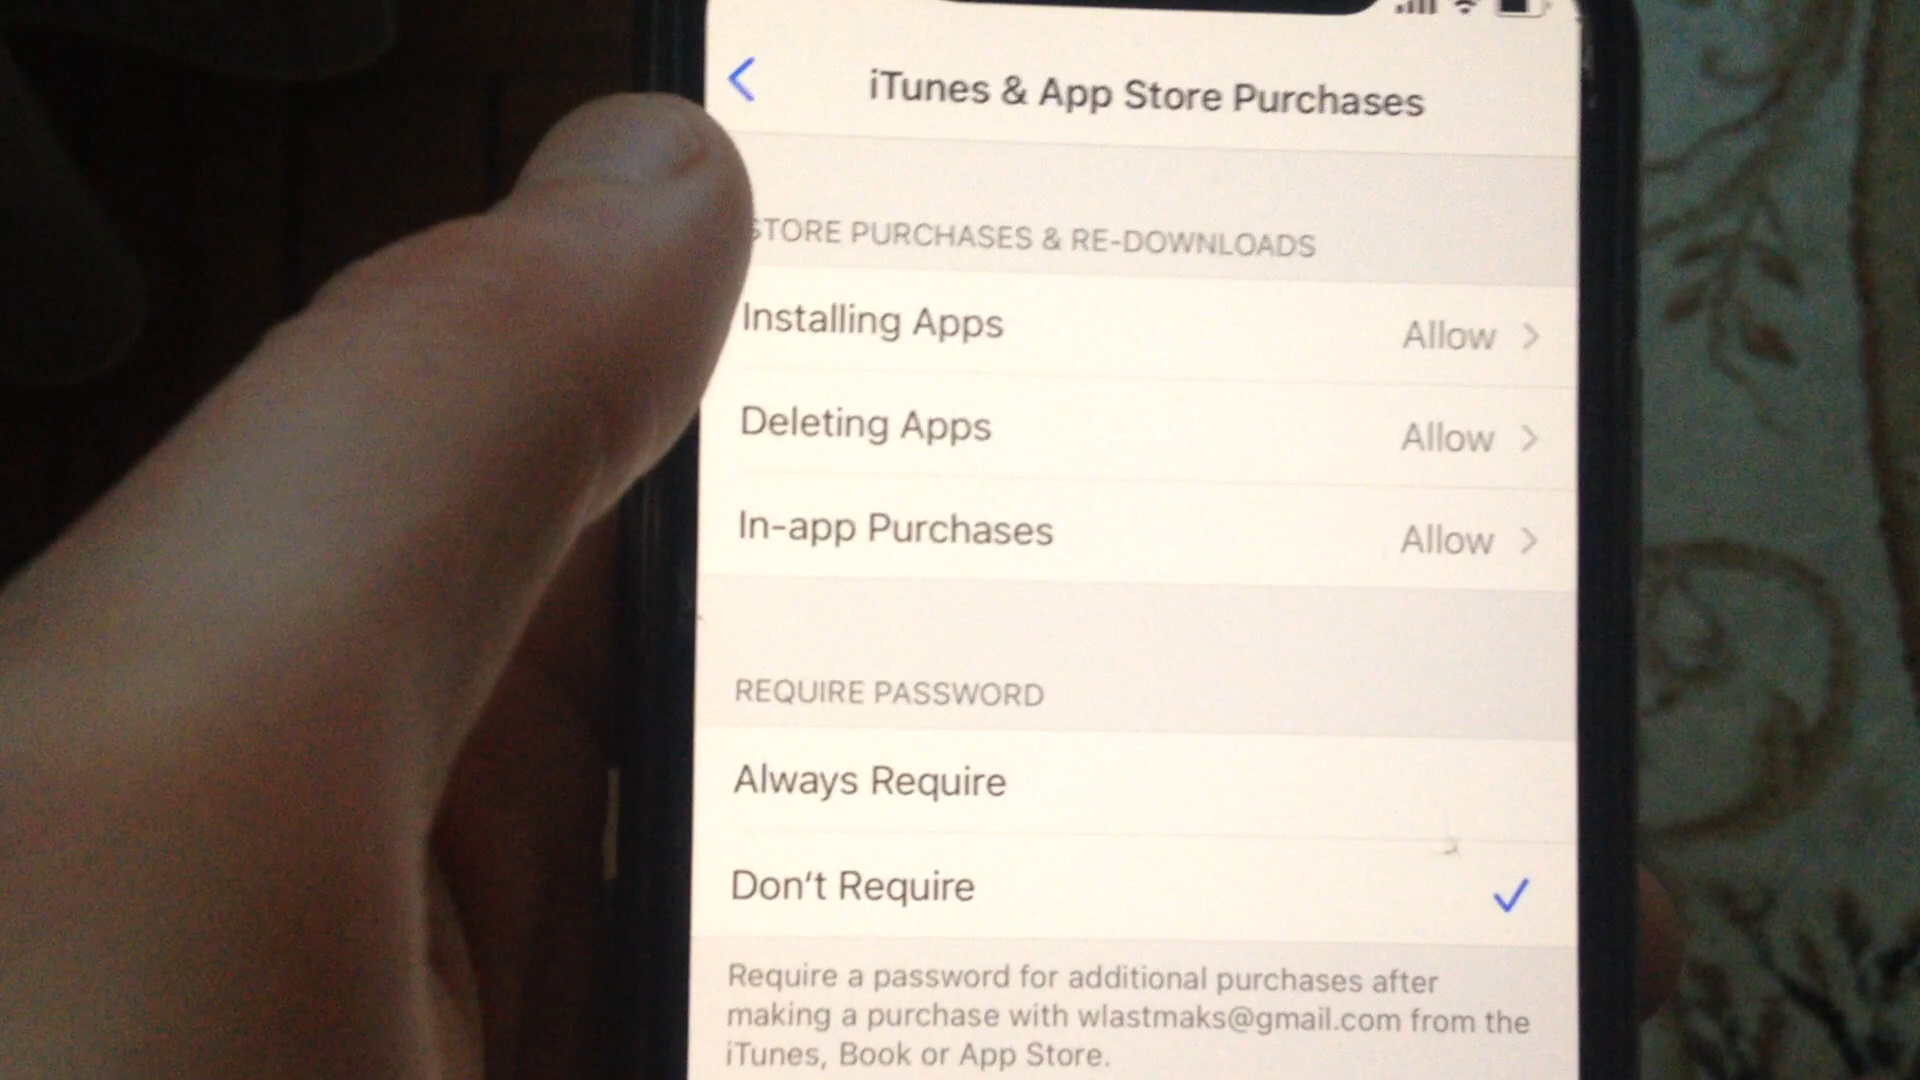 iTunes & App Store Purchases
STORE PURCHASES & RE-DOWNLOADS
Installing Apps Allow
Deleting Apps Allow
In-app Purchases Allow
REQUIRE PASSWORD
Always Require
Don't Require
Require a password for additional purchases after
making a purchase with wlastmaks@gmail.com from the
iTunes, Book or App Store.